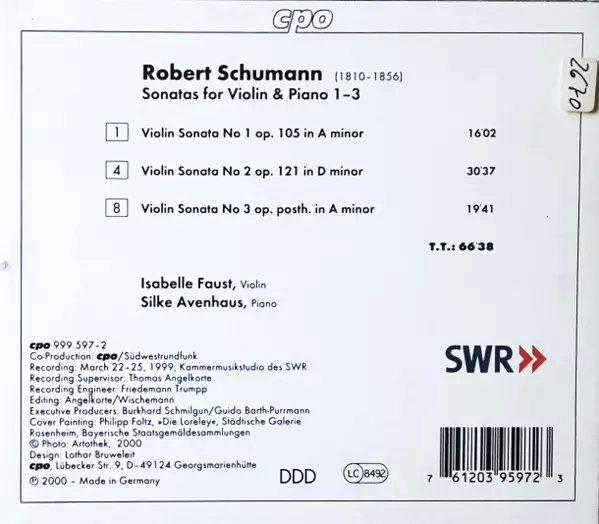 cpo
2670
Robert Schumann (1810-1856)
Sonatas for Violin & Piano 1-3
1 Violin Sonata No 1 op. 105 in A minor 16'02
4 Violin Sonata No 2 op. 121 in D minor 30'37
8 Violin Sonata No 3 op. posth. in A minor 19'41
T.T.: 66'38
Isabelle Faust, Violin
Silke Avenhaus, Piano
cpo 999 597-2
Co-Production: cpo/Südwestrundfunk
Recording: March 22-25, 1999, Kammermusikstudio des SWR
Recording Supervisor: Thomas Angelkorte
Recording Engineer: Friedemann Trumpp
Editing: Angelkorte/Wischemann
Executive Producers: Burkhard Schmilgun/Guido Barth-Purrmann
Cover Painting: Philipp Foltz, »Die Loreley«, Städtische Galerie
Rosenheim, Bayerische Staatsgemäldesammlungen
© Photo: Artothek, 2000
Design: Lothar Bruweleit
cpo, Lübecker Str. 9, D-49124 Georgsmarienhütte
℗ 2000 - Made in Germany
SWR
DDD
LC 8492
7 61203 95972 3